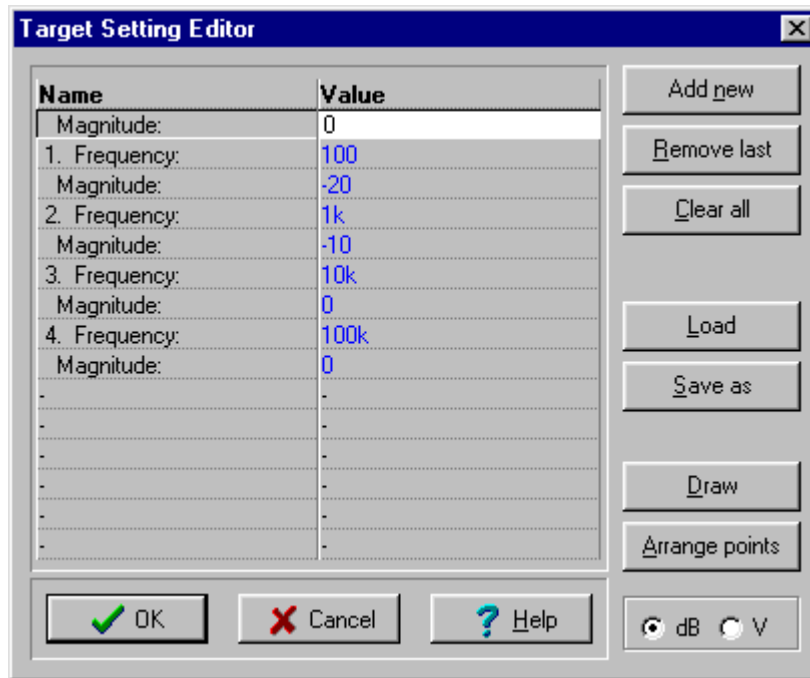 Target Setting Editor
Name Value
Magnitude: 0
1. Frequency: 100
Magnitude: -20
2. Frequency: 1k
Magnitude: -10
3. Frequency: 10k
Magnitude: 0
4. Frequency: 100k
Magnitude: 0
- -
- -
- -
- -
- -
- -
Add new
Remove last
Clear all
Load
Save as
Draw
Arrange points
OK Cancel ? Help
dB V